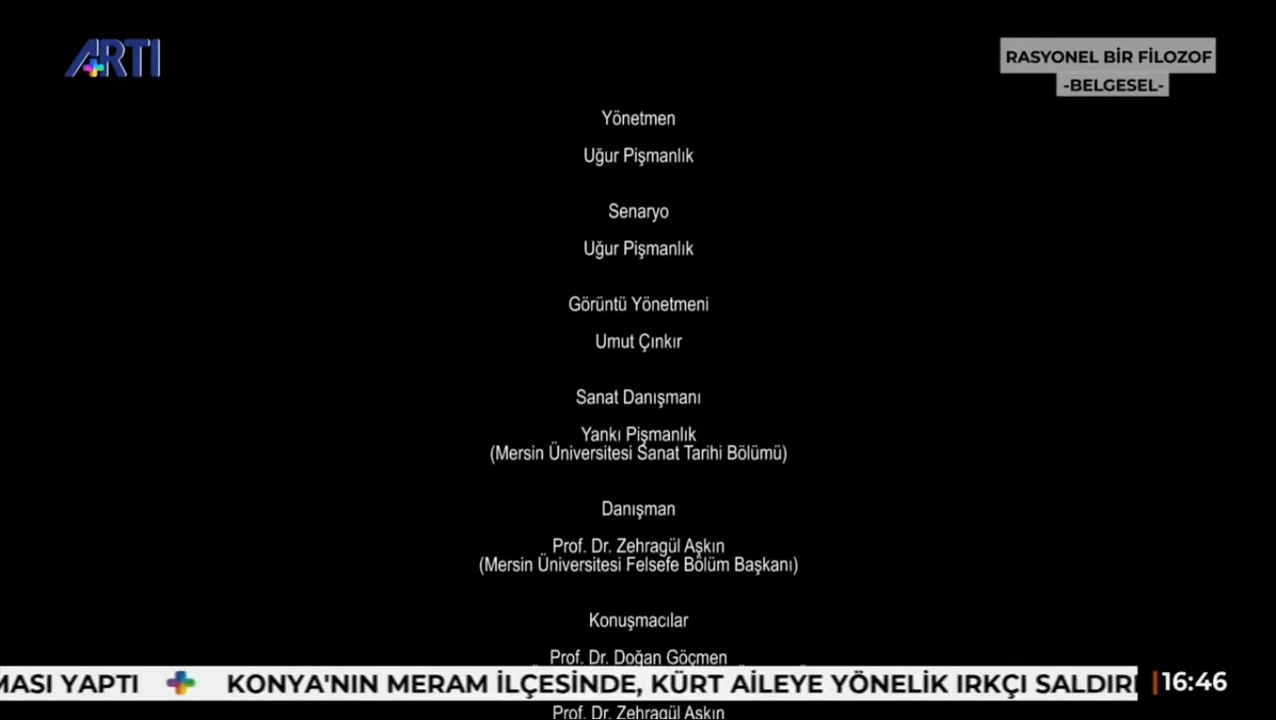 ARTI
RASYONEL BİR FİLOZOF
-BELGESEL-
Yönetmen
Uğur Pişmanlık
Senaryo
Uğur Pişmanlık
Görüntü Yönetmeni
Umut Çınkır
Sanat Danışmanı
Yankı Pişmanlık
(Mersin Üniversitesi Sanat Tarihi Bölümü)
Danışman
Prof. Dr. Zehragül Aşkın
(Mersin Üniversitesi Felsefe Bölüm Başkanı)
Konuşmacılar
Prof. Dr. Doğan Göçmen
MASI YAPTI KONYA'NIN MERAM İLÇESİNDE, KÜRT AİLEYE YÖNELİK IRKÇI SALDIRI
16:46
Prof. Dr. Zehragül Aşkın